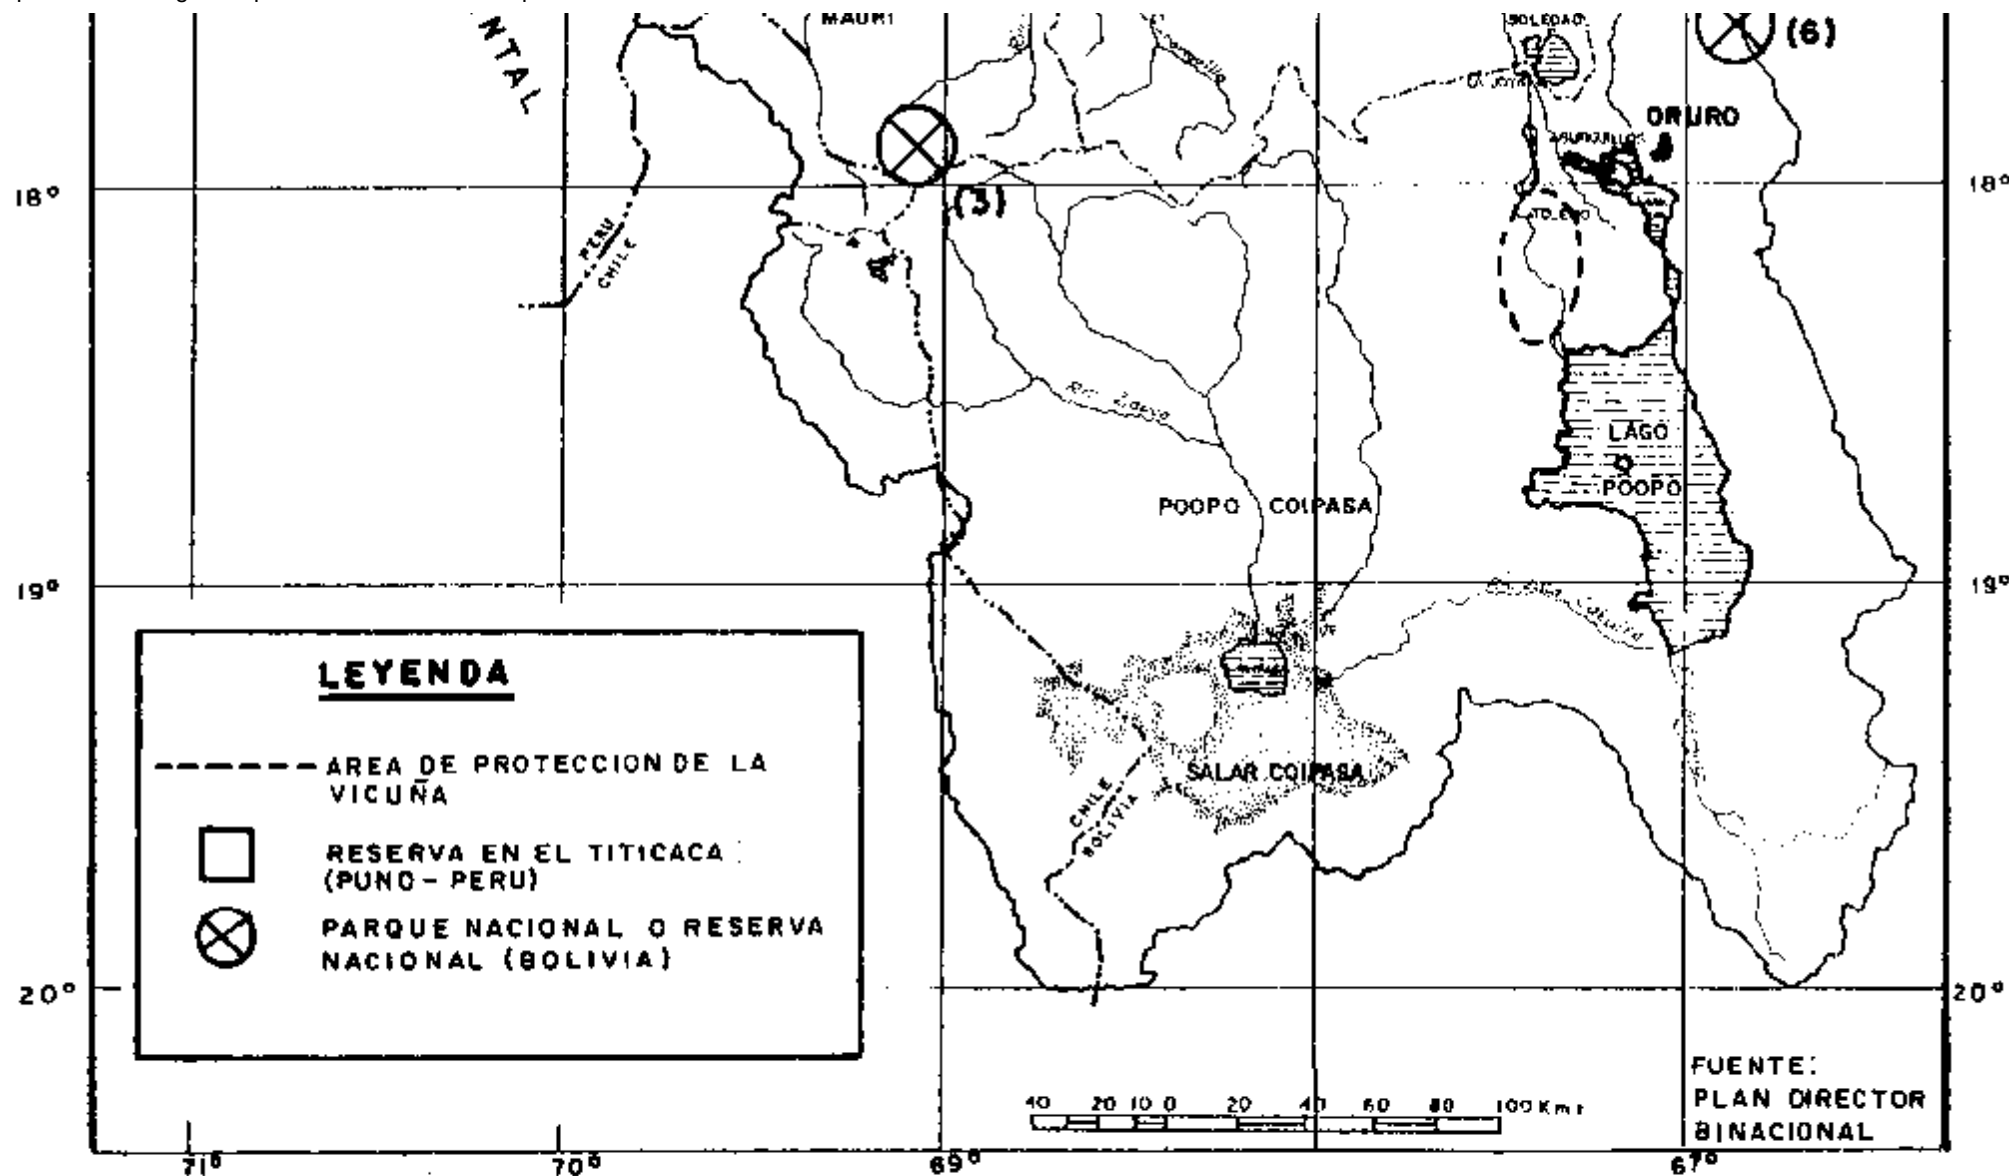 MAURI
SOLEDAD
(6)
NTAL
ORURO
18°
18°
(3)
TOLEDO
PERU
CHILE
LAGO
POOPO
POOPO COIPASA
19°
19°
LEYENDA
AREA DE PROTECCION DE LA
VICUÑA
SALAR COIPASA
CHILE
BOLIVIA
RESERVA EN EL TITICACA
(PUNO - PERU)
PARQUE NACIONAL O RESERVA
NACIONAL (BOLIVIA)
20°
20°
FUENTE:
PLAN DIRECTOR
BINACIONAL
40 20 10 0 20 40 60 80 100 Kms
71° 70° 69° 67°